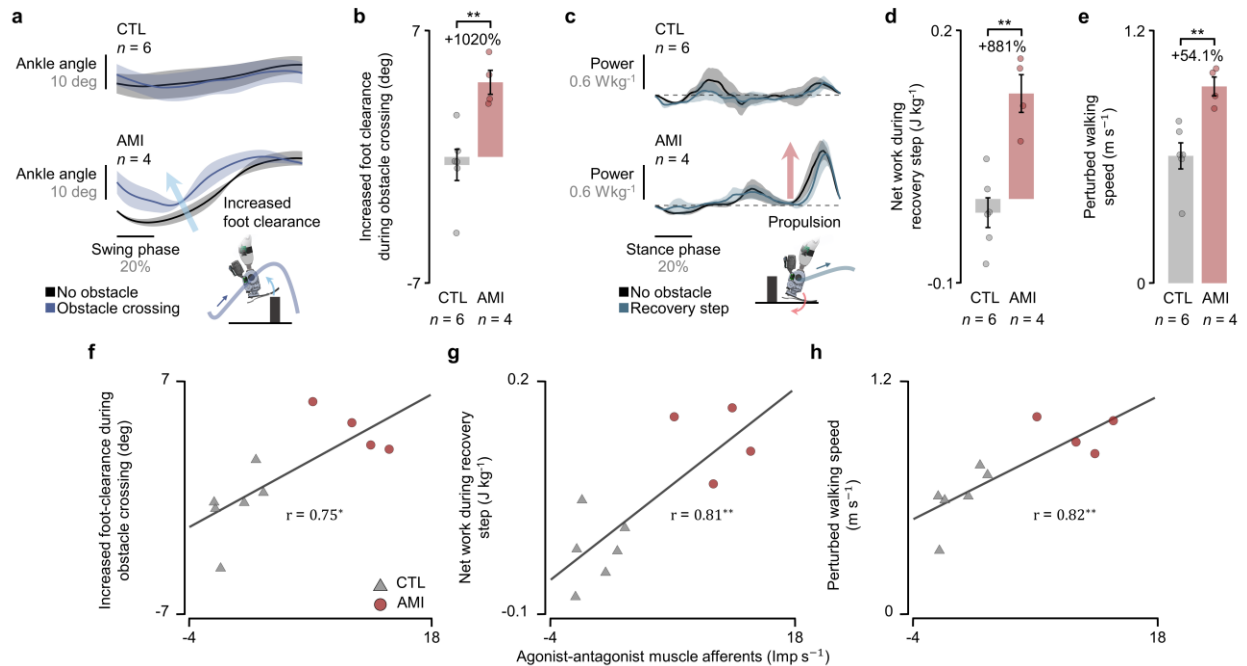 a
CTL
n = 6
Ankle angle
10 deg
AMI
n = 4
Ankle angle
10 deg
Increased
foot clearance
Swing phase
20%
No obstacle
Obstacle crossing
b
Increased foot clearance
during obstacle crossing (deg)
7
-7
**
+1020%
CTL
AMI
n = 6
n = 4
c
CTL
n = 6
Power
0.6 Wkg⁻¹
AMI
n = 4
Power
0.6 Wkg⁻¹
Propulsion
Stance phase
20%
No obstacle
Recovery step
d
Net work during
recovery step (J kg⁻¹)
0.2
-0.1
**
+881%
CTL
AMI
n = 6
n = 4
e
Perturbed walking
speed (m s⁻¹)
1.2
0
**
+54.1%
CTL
AMI
n = 6
n = 4
f
Increased foot-clearance during
obstacle crossing (deg)
7
-7
r = 0.75*
CTL
AMI
-4
18
g
Net work during recovery
step (J kg⁻¹)
0.2
-0.1
r = 0.81**
-4
18
h
Perturbed walking speed
(m s⁻¹)
1.2
0
r = 0.82**
-4
18
Agonist-antagonist muscle afferents (Imp s⁻¹)